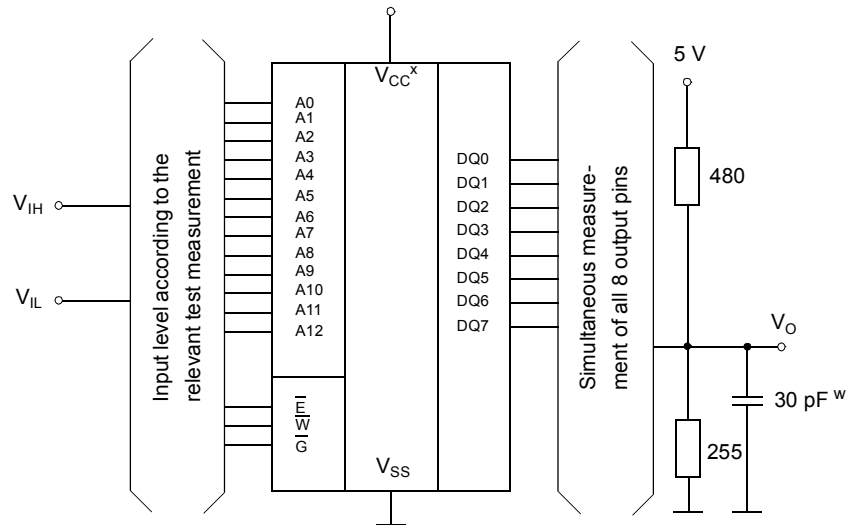 V_IH
V_IL
Input level according to the
relevant test measurement
A0
A1
A2
A3
A4
A5
A6
A7
A8
A9
A10
A11
A12
E̅
W̅
G̅
V_CC^x
V_SS
DQ0
DQ1
DQ2
DQ3
DQ4
DQ5
DQ6
DQ7
Simultaneous measure-
ment of all 8 output pins
5 V
480
V_O
30 pF ^w
255